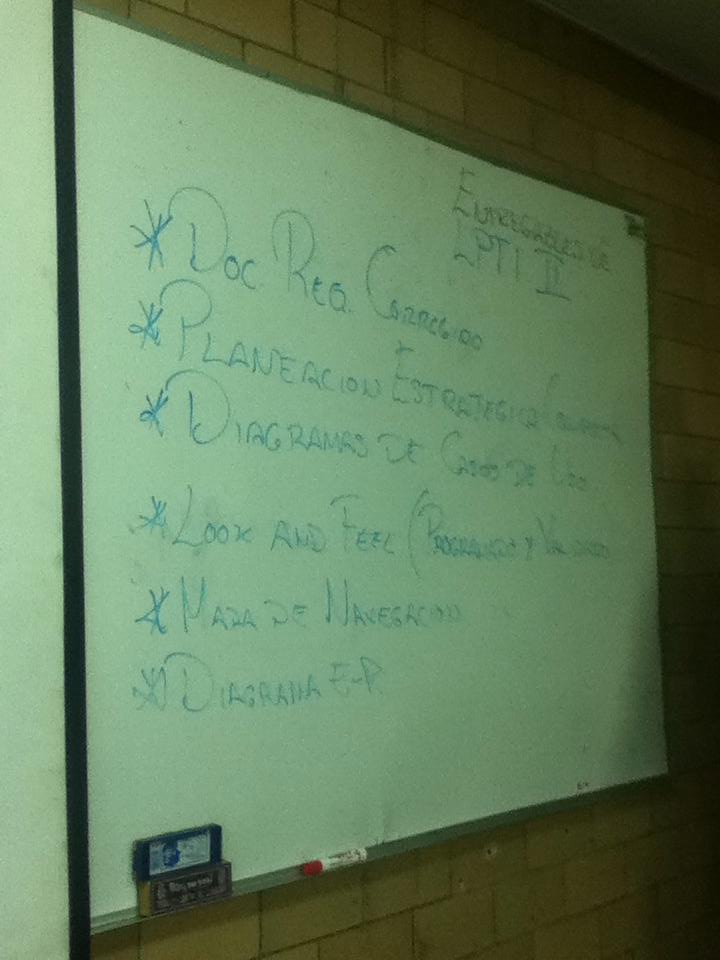 ENTREGABLES DE
LPTI II
* DOC. REQ. CORREGIDO
* PLANEACION ESTRATEGICA COMPLETA
* DIAGRAMAS DE CASOS DE USO
* LOOK AND FEEL (PROGRAMADO Y VALIDADO
* MAPA DE NAVEGACION
* DIAGRAMA E-R